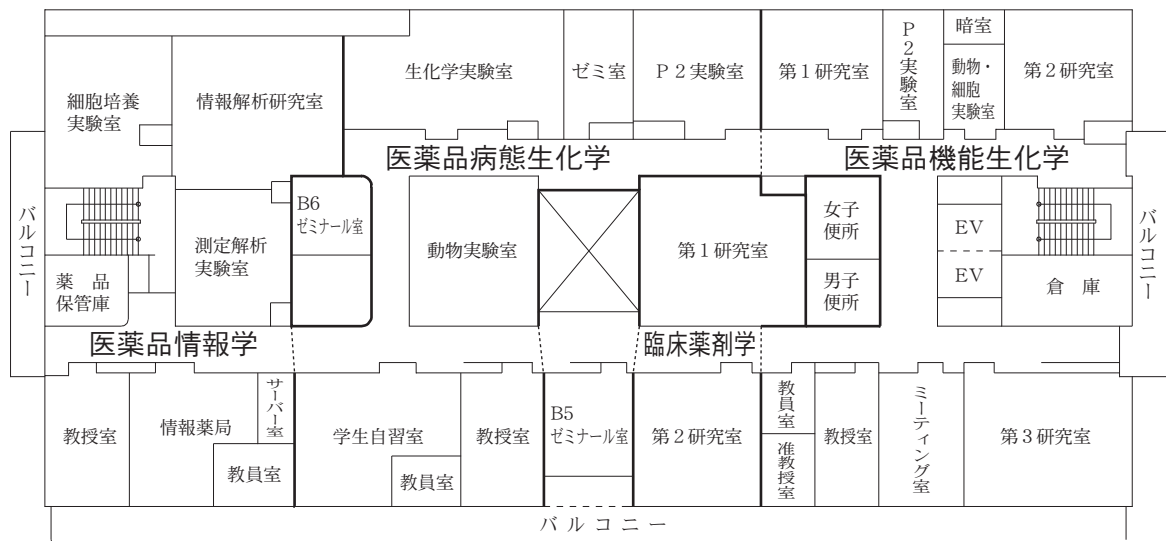 細胞培養
実験室
情報解析研究室
生化学実験室
ゼミ室
P2実験室
第1研究室
P2実験室
暗室
動物・
細胞
実験室
第2研究室
医薬品病態生化学
医薬品機能生化学
バルコニー
薬 品
保管庫
測定解析
実験室
B6
ゼミナール室
動物実験室
第1研究室
女子
便所
男子
便所
EV
EV
倉 庫
バルコニー
医薬品情報学
臨床薬剤学
教授室
情報薬局
サーバー室
教員室
学生自習室
教員室
教授室
B5
ゼミナール室
第2研究室
教員室
准教授室
教授室
ミーティング室
第3研究室
バルコニー